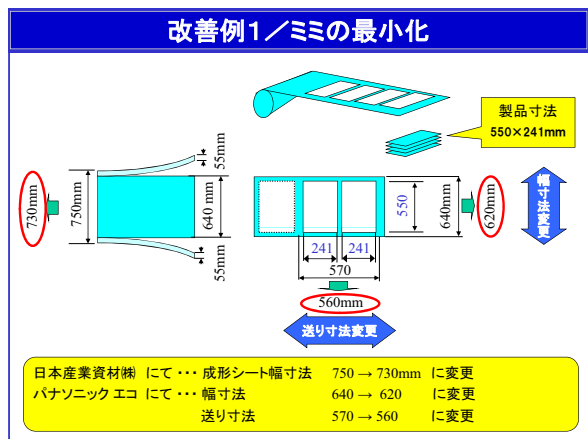 改善例１／ミミの最小化
製品寸法
550×241mm
55mm
730mm
750mm
640 mm
55mm
550
640mm
620mm
幅寸法変更
241
241
570
560mm
送り寸法変更
日本産業資材㈱ にて ・・・ 成形シート幅寸法 750 → 730mm に変更
パナソニック エコ にて ・・・ 幅寸法 640 → 620 に変更
送り寸法 570 → 560 に変更